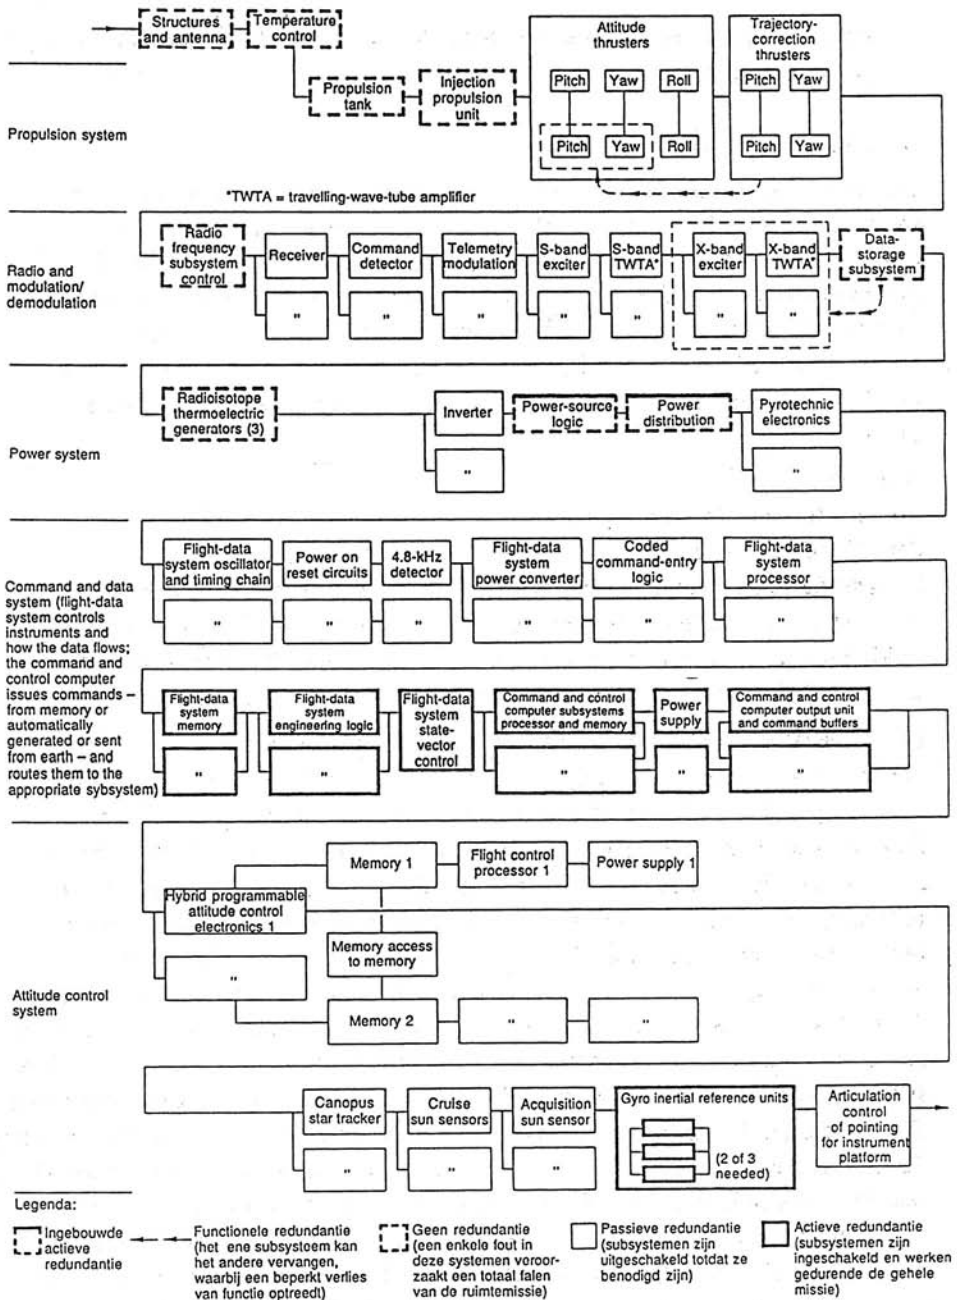 Structures
and antenna
Temperature
control
Attitude
thrusters
Trajectory-
correction
thrusters
Propulsion
tank
Injection
propulsion
unit
Pitch
Yaw
Roll
Pitch
Yaw
Pitch
Yaw
Roll
Pitch
Yaw
Propulsion system
*TWTA = travelling-wave-tube amplifier
Radio and
modulation/
demodulation
Radio
frequency
subsystem
control
Receiver
Command
detector
Telemetry
modulation
S-band
exciter
S-band
TWTA*
X-band
exciter
X-band
TWTA*
Data-
storage
subsystem
"
"
"
"
"
"
"
Power system
Radioisotope
thermoelectric
generators (3)
Inverter
Power-source
logic
Power
distribution
Pyrotechnic
electronics
"
"
Command and data
system (flight-data
system controls
instruments and
how the data flows;
the command and
control computer
issues commands –
from memory or
automatically
generated or sent
from earth – and
routes them to the
appropriate sybsystem)
Flight-data
system oscillator
and timing chain
Power on
reset circuits
4.8-kHz
detector
Flight-data
system
power converter
Coded
command-entry
logic
Flight-data
system
processor
"
"
"
"
"
"
Flight-data
system
memory
Flight-data
system
engineering logic
Flight-data
system
state-
vector
control
Command and control
computer subsystems
processor and memory
Power
supply
Command and control
computer output unit
and command buffers
"
"
"
"
"
Attitude control
system
Hybrid programmable
attitude control
electronics 1
Memory 1
Flight control
processor 1
Power supply 1
Memory access
to memory
"
Memory 2
"
"
Canopus
star tracker
Cruise
sun sensors
Acquisition
sun sensor
Gyro inertial reference units
(2 of 3
needed)
Articulation
control
of pointing
for instrument
platform
"
"
"
Legenda:
Ingebouwde
actieve
redundantie
Functionele redundantie
(het ene subsysteem kan
het andere vervangen,
waarbij een beperkt verlies
van functie optreedt)
Geen redundantie
(een enkele fout in
deze systemen veroor-
zaakt een totaal falen
van de ruimtemissie)
Passieve redundantie
(subsystemen zijn
uitgeschakeld totdat ze
benodigd zijn)
Actieve redundantie
(subsystemen zijn
ingeschakeld en werken
gedurende de gehele
missie)